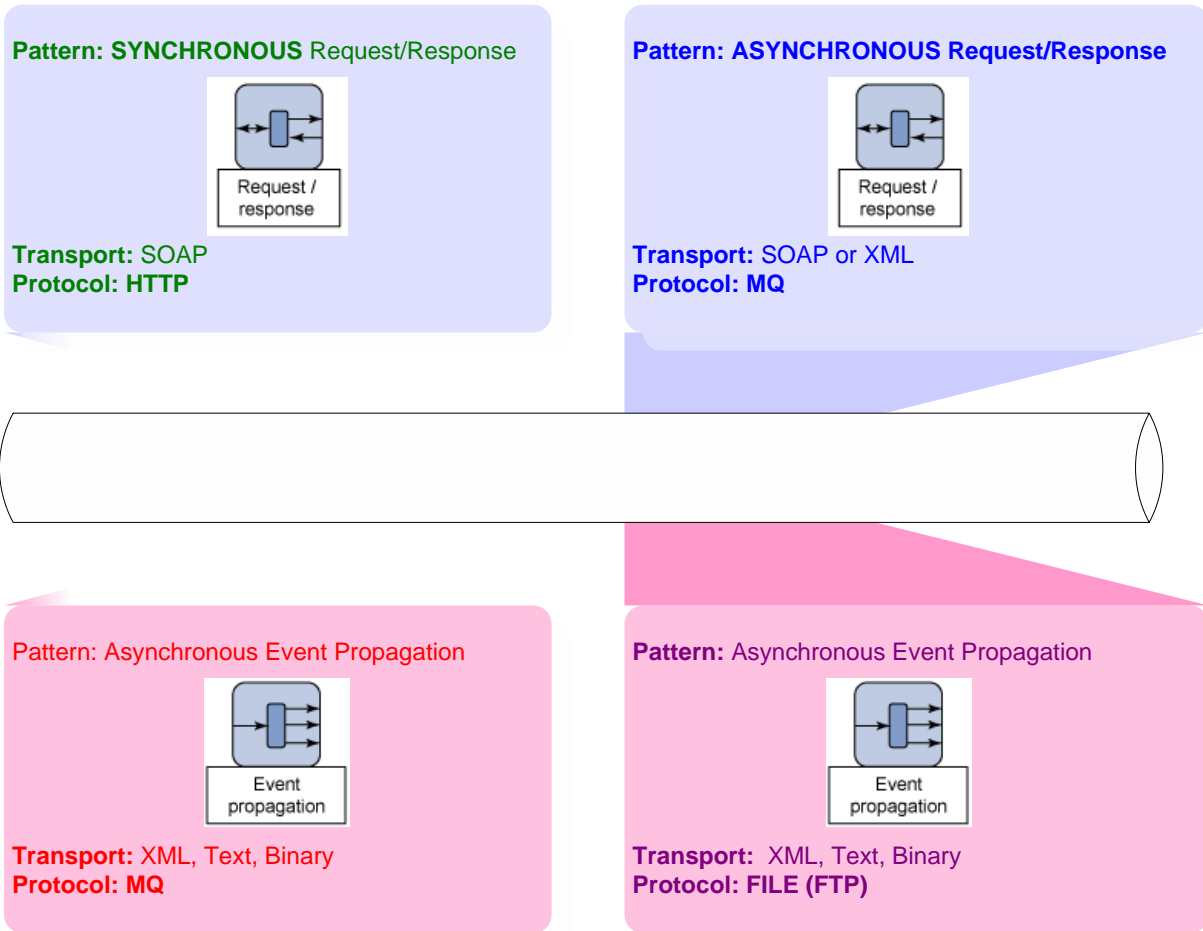 Pattern: SYNCHRONOUS Request/Response
Request /
response
Transport: SOAP
Protocol: HTTP
Pattern: ASYNCHRONOUS Request/Response
Request /
response
Transport: SOAP or XML
Protocol: MQ
Pattern: Asynchronous Event Propagation
Event
propagation
Transport: XML, Text, Binary
Protocol: MQ
Pattern: Asynchronous Event Propagation
Event
propagation
Transport: XML, Text, Binary
Protocol: FILE (FTP)